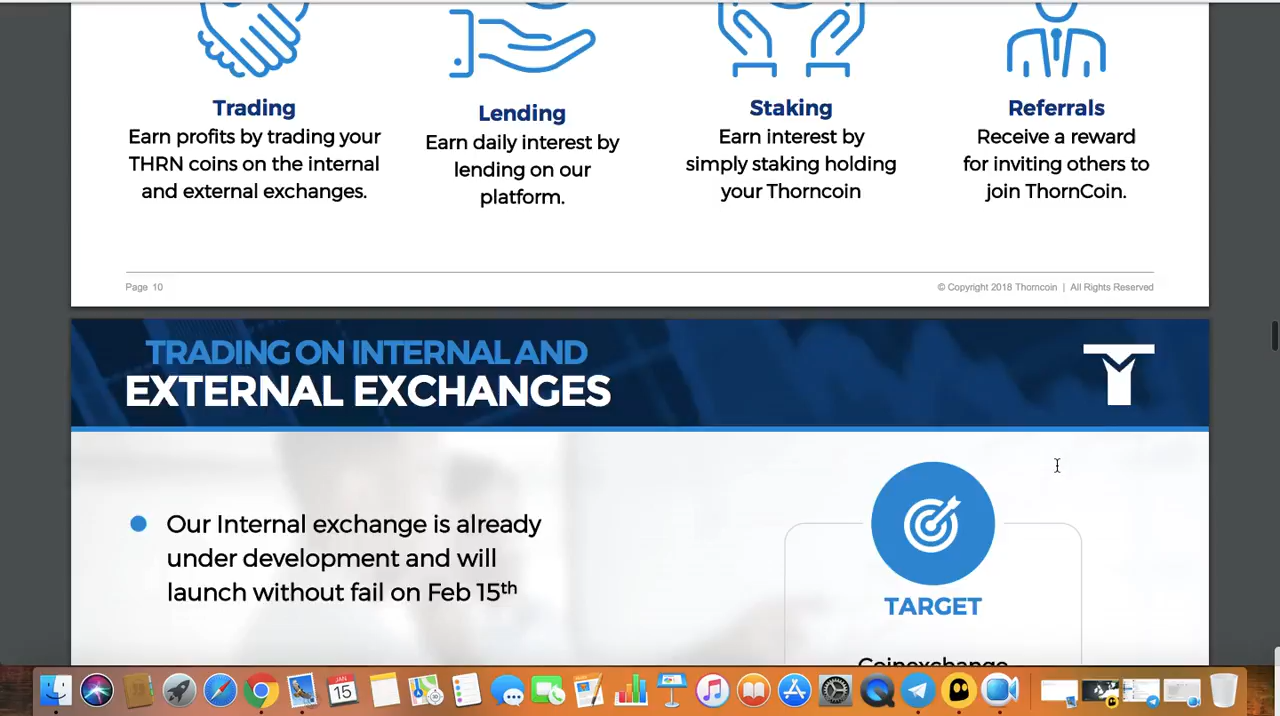 Trading
Earn profits by trading your
THRN coins on the internal
and external exchanges.
Lending
Earn daily interest by
lending on our
platform.
Staking
Earn interest by
simply staking holding
your Thorncoin
Referrals
Receive a reward
for inviting others to
join ThornCoin.
Page 10
© Copyright 2018 Thorncoin | All Rights Reserved
TRADING ON INTERNAL AND
EXTERNAL EXCHANGES
Our Internal exchange is already
under development and will
launch without fail on Feb 15th
TARGET
Coinexchange
JAN
15